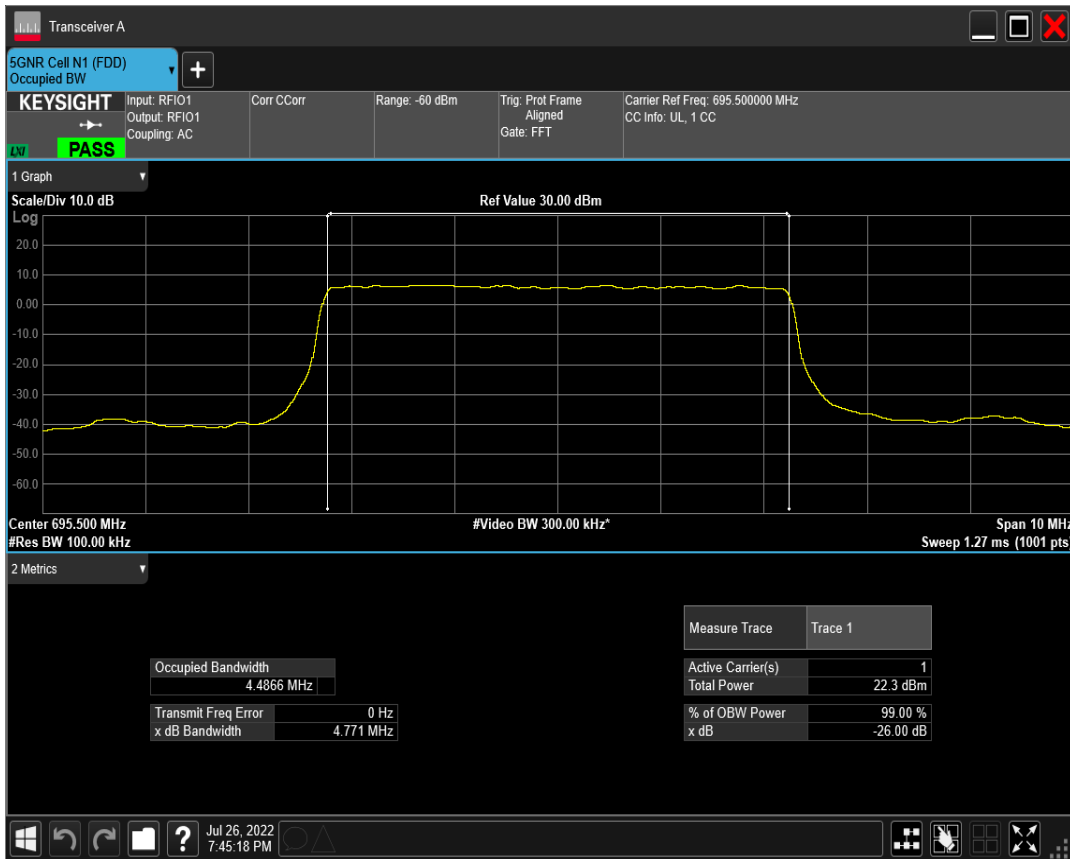 Transceiver A
5GNR Cell N1 (FDD)
Occupied BW
KEYSIGHT
LXI
PASS
Input: RFIO1
Output: RFIO1
Coupling: AC
Corr CCorr
Range: -60 dBm
Trig: Prot Frame
Aligned
Gate: FFT
Carrier Ref Freq: 695.500000 MHz
CC Info: UL, 1 CC
1 Graph
Scale/Div 10.0 dB
Ref Value 30.00 dBm
Log
20.0
10.0
0.00
-10.0
-20.0
-30.0
-40.0
-50.0
-60.0
Center 695.500 MHz
#Video BW 300.00 kHz*
Span 10 MHz
#Res BW 100.00 kHz
Sweep 1.27 ms (1001 pts)
2 Metrics
Measure Trace Trace 1
Occupied Bandwidth
4.4866 MHz
Active Carrier(s) 1
Total Power 22.3 dBm
Transmit Freq Error 0 Hz
x dB Bandwidth 4.771 MHz
% of OBW Power 99.00 %
x dB -26.00 dB
?
Jul 26, 2022
7:45:18 PM